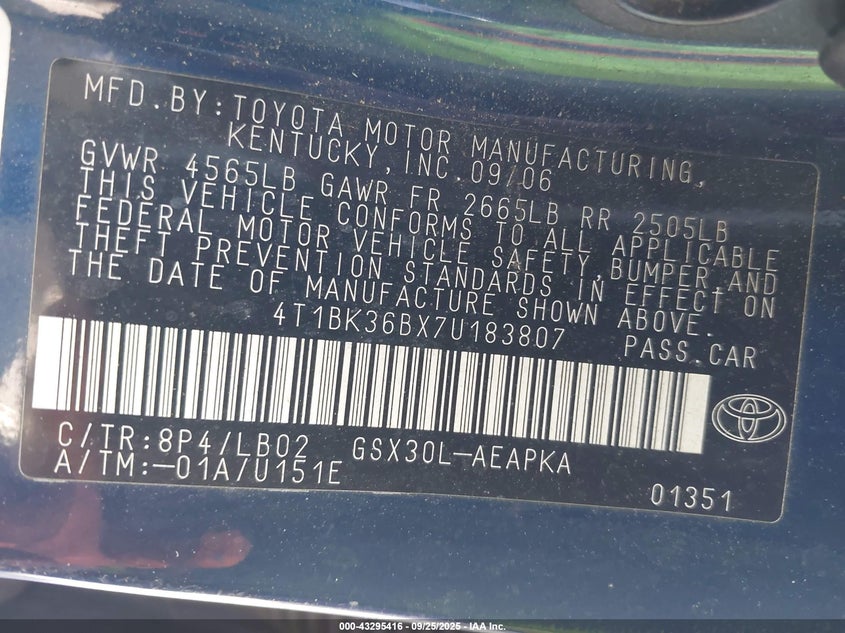 MFD.BY:TOYOTA MOTOR MANUFACTURING,
KENTUCKY,INC.09/06
GVWR 4565LB GAWR FR 2665LB RR 2505LB
THIS VEHICLE CONFORMS TO ALL APPLICABLE
FEDERAL MOTOR VEHICLE SAFETY,BUMPER,AND
THEFT PREVENTION STANDARDS IN EFFECT ON
THE DATE OF MANUFACTURE SHOWN ABOVE.
4T1BK36BX7U183807 PASS.CAR
C/TR:8P4/LB02 GSX30L-AEAPKA
A/TM:-01A/U151E
01351
000-43295416 - 09/25/2025 - IAA Inc.